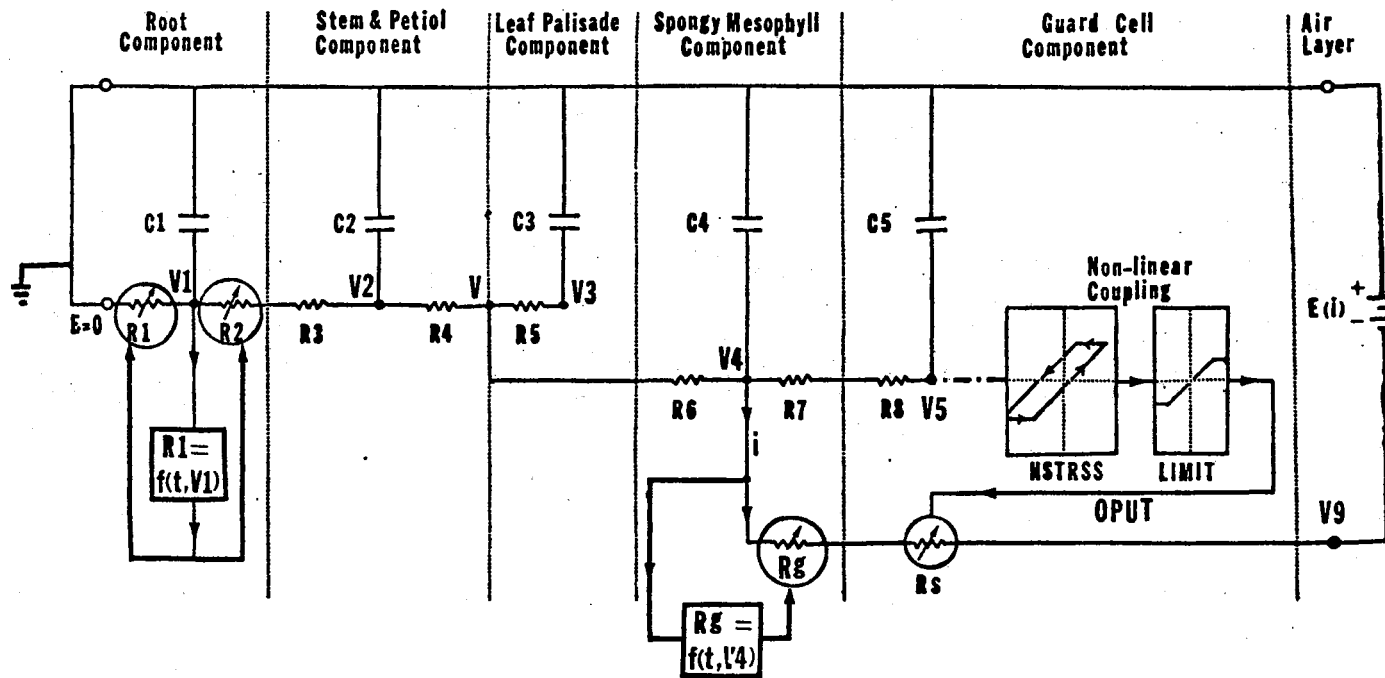 Root
Component
Stem & Petiol
Component
Leaf Palisade
Component
Spongy Mesophyll
Component
Guard Cell
Component
Air
Layer
C1
C2
C3
C4
C5
V1
V2
V
V3
E=0
R1
R2
R3
R4
R5
Non-linear
Coupling
E(i)
+
−
V4
R6
R7
R8
V5
R1=
f(t,V1)
i
HSTRSS
LIMIT
OPUT
V9
Rg
Rs
Rg =